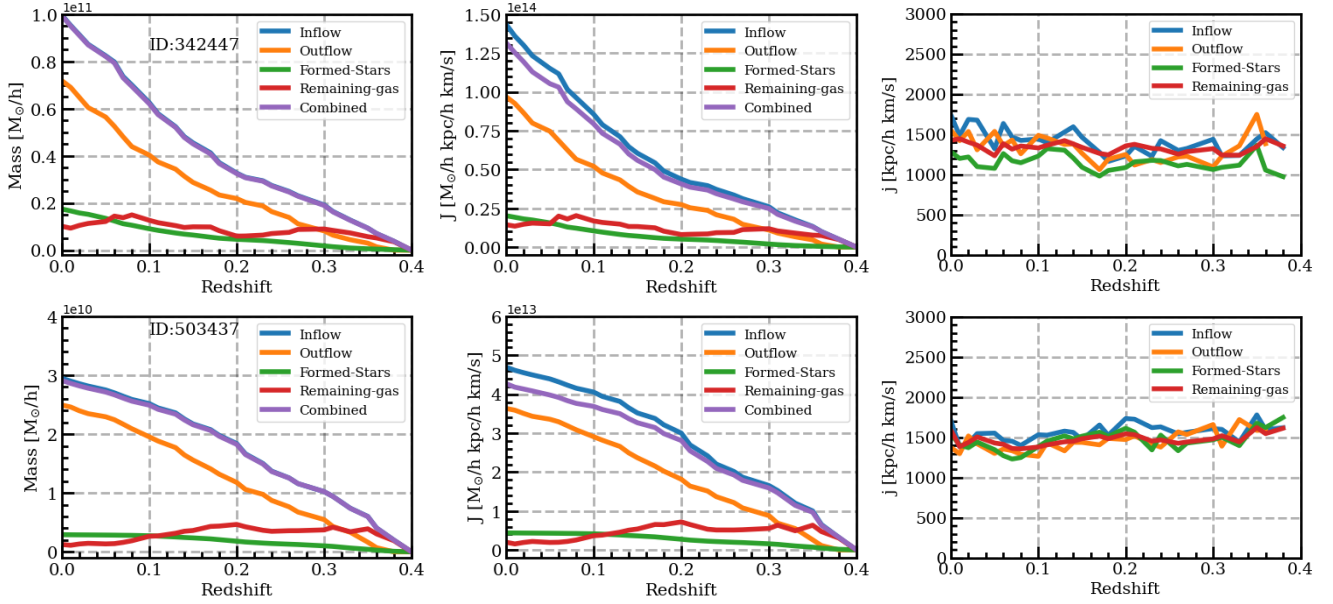 1e11
Mass [M⊙/h]
1.0
0.8
0.6
0.4
0.2
0.0
ID:342447
Inflow
Outflow
Formed-Stars
Remaining-gas
Combined
0.0 0.1 0.2 0.3 0.4
Redshift
1e14
J [M⊙/h kpc/h km/s]
1.50
1.25
1.00
0.75
0.50
0.25
0.00
Inflow
Outflow
Formed-Stars
Remaining-gas
Combined
0.0 0.1 0.2 0.3 0.4
Redshift
j [kpc/h km/s]
3000
2500
2000
1500
1000
500
0
Inflow
Outflow
Formed-Stars
Remaining-gas
0.0 0.1 0.2 0.3 0.4
Redshift
1e10
Mass [M⊙/h]
4
3
2
1
0
ID:503437
Inflow
Outflow
Formed-Stars
Remaining-gas
Combined
0.0 0.1 0.2 0.3 0.4
Redshift
1e13
J [M⊙/h kpc/h km/s]
6
5
4
3
2
1
0
Inflow
Outflow
Formed-Stars
Remaining-gas
Combined
0.0 0.1 0.2 0.3 0.4
Redshift
j [kpc/h km/s]
3000
2500
2000
1500
1000
500
0
Inflow
Outflow
Formed-Stars
Remaining-gas
0.0 0.1 0.2 0.3 0.4
Redshift